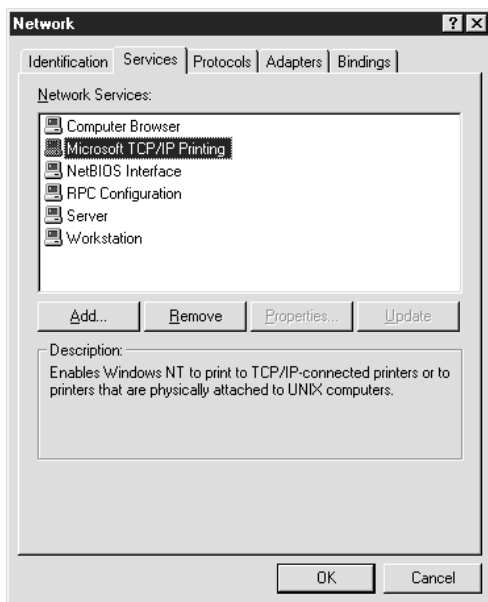 Network
Identification Services Protocols Adapters Bindings
Network Services:
Computer Browser
Microsoft TCP/IP Printing
NetBIOS Interface
RPC Configuration
Server
Workstation
Add... Remove Properties... Update
Description:
Enables Windows NT to print to TCP/IP-connected printers or to
printers that are physically attached to UNIX computers.
OK Cancel